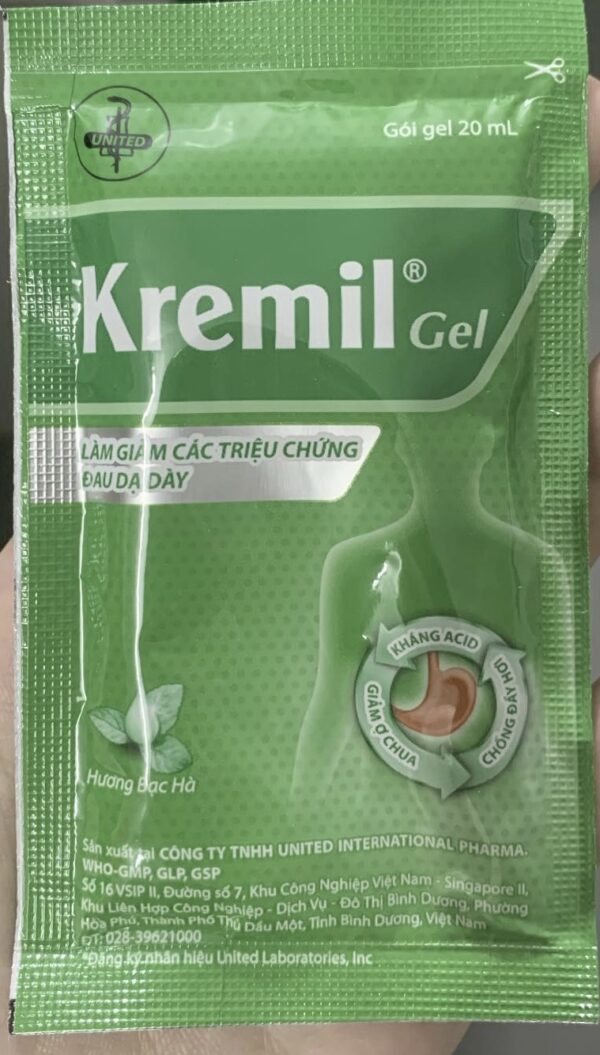 UNITED
Gói gel 20 mL
Kremil®
Gel
LÀM GIẢM CÁC TRIỆU CHỨNG
ĐAU DẠ DÀY
KHÁNG ACID
CHỐNG ĐẦY HƠI
GIẢM Ợ CHUA
Hương Bạc Hà
Sản xuất tại CÔNG TY TNHH UNITED INTERNATIONAL PHARMA.
WHO-GMP, GLP, GSP
Số 16 VSIP II, Đường số 7, Khu Công Nghiệp Việt Nam - Singapore II,
Khu Liên Hợp Công Nghiệp - Dịch Vụ - Đô Thị Bình Dương, Phường
Hòa Phú, Thành Phố Thủ Dầu Một, Tỉnh Bình Dương, Việt Nam
ĐT: 028-39621000
®Đăng ký nhãn hiệu United Laboratories, Inc